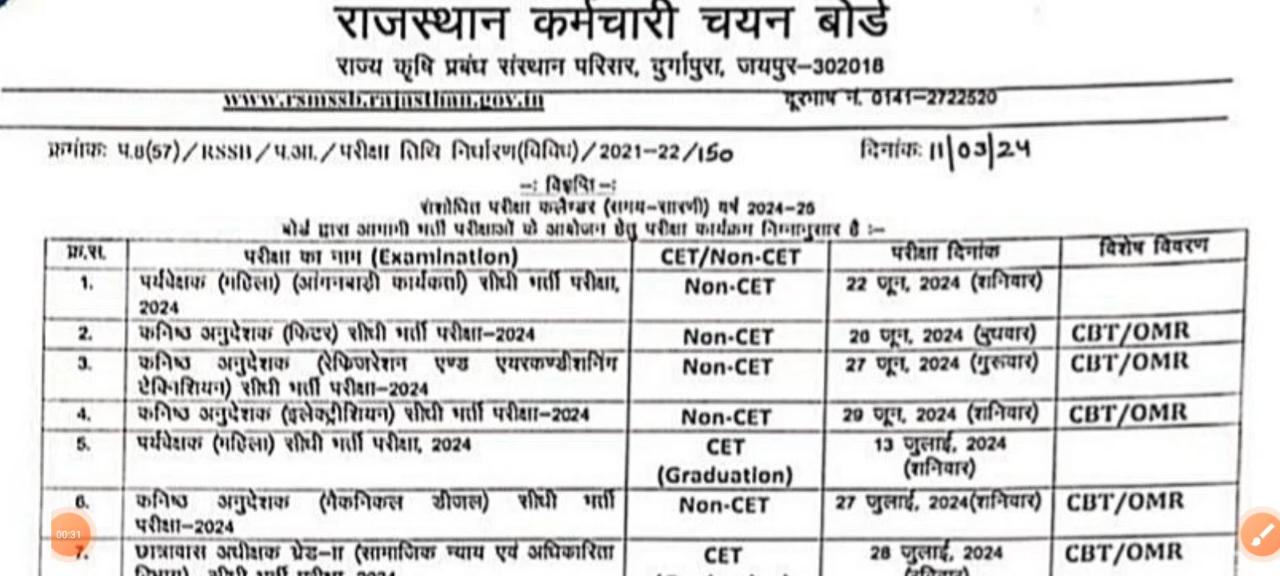 राजस्थान कर्मचारी चयन बोर्ड
राज्य कृषि प्रबंध संस्थान परिसर, दुर्गापुरा, जयपुर–302018
www.rsmssb.rajasthan.gov.in दूरभाष नं. 0141–2722520
क्रमांकः प.8(57)/RSSB/प.आ./परीक्षा तिथि निर्धारण(विविध)/2021–22/150 दिनांकः 11/03/24
–: विज्ञप्ति –:
संशोधित परीक्षा कलैण्डर (समय–सारणी) वर्ष 2024–25
बोर्ड द्वारा आगामी भर्ती परीक्षाओं के आयोजन हेतु परीक्षा कार्यक्रम निम्नानुसार है :–
क्र.सं. परीक्षा का नाम (Examination) CET/Non-CET परीक्षा दिनांक विशेष विवरण
1. पर्यवेक्षक (महिला) (आंगनबाड़ी कार्यकर्ता) सीधी भर्ती परीक्षा, Non-CET 22 जून, 2024 (शनिवार)
2024
2. कनिष्ठ अनुदेशक (फिटर) सीधी भर्ती परीक्षा–2024 Non-CET 26 जून, 2024 (बुधवार) CBT/OMR
3. कनिष्ठ अनुदेशक (रेफ्रिजरेशन एण्ड एयरकण्डीशनिंग Non-CET 27 जून, 2024 (गुरूवार) CBT/OMR
टेक्निशियन) सीधी भर्ती परीक्षा–2024
4. कनिष्ठ अनुदेशक (इलेक्ट्रीशियन) सीधी भर्ती परीक्षा–2024 Non-CET 29 जून, 2024 (शनिवार) CBT/OMR
5. पर्यवेक्षक (महिला) सीधी भर्ती परीक्षा, 2024 CET 13 जुलाई, 2024
(Graduation) (शनिवार)
6. कनिष्ठ अनुदेशक (मैकनिकल डीजल) सीधी भर्ती Non-CET 27 जुलाई, 2024(शनिवार) CBT/OMR
परीक्षा–2024
00:31
7. छात्रावास अधीक्षक ग्रेड–II (सामाजिक न्याय एवं अधिकारिता CET 28 जुलाई, 2024 CBT/OMR